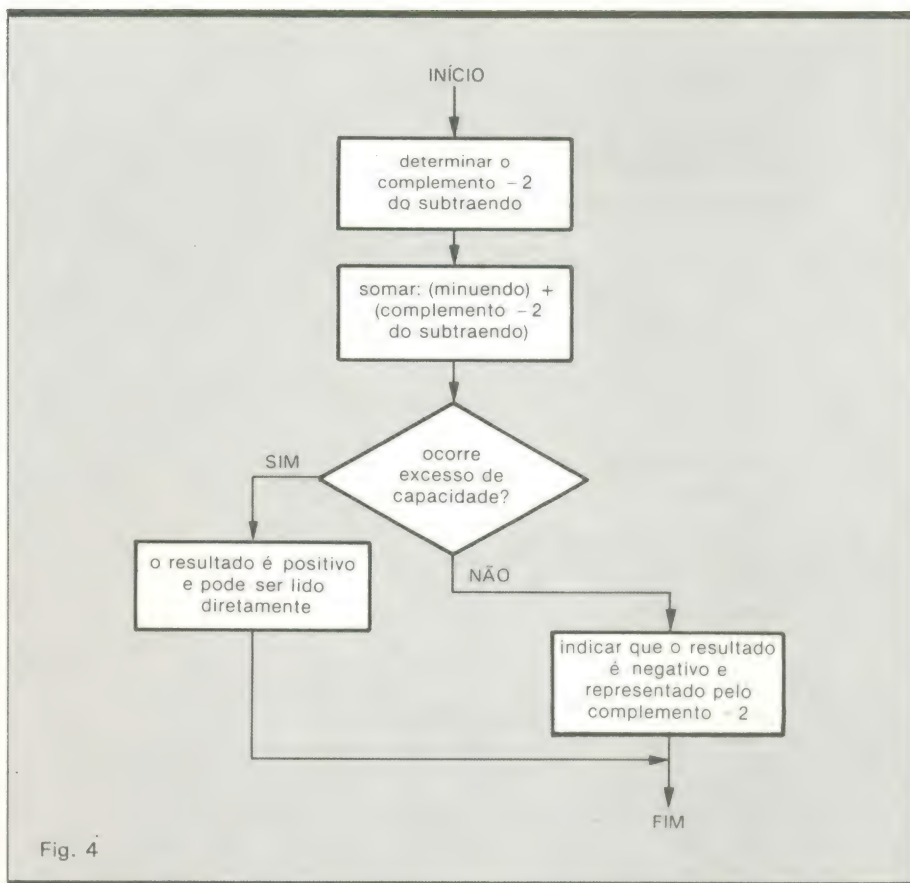 INÍCIO
determinar o
complemento – 2
do subtraendo
somar: (minuendo) +
(complemento – 2
do subtraendo)
ocorre
excesso de
capacidade?
SIM
o resultado é positivo
e pode ser lido
diretamente
NÃO
indicar que o resultado
é negativo e
representado pelo
complemento – 2
FIM
Fig. 4